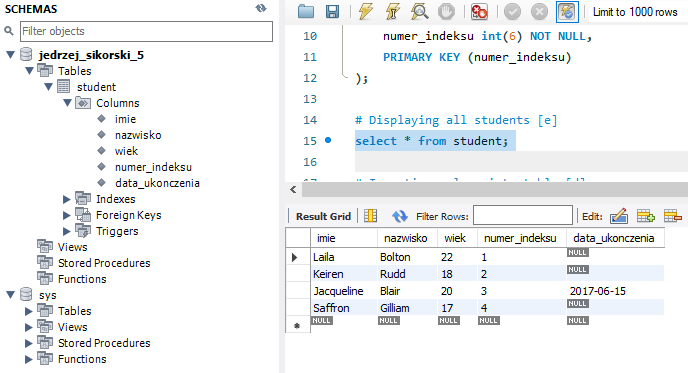 SCHEMAS
Filter objects
jedrzej_sikorski_5
Tables
student
Columns
imie
nazwisko
wiek
numer_indeksu
data_ukonczenia
Indexes
Foreign Keys
Triggers
Views
Stored Procedures
Functions
sys
Tables
Views
Stored Procedures
Functions
Limit to 1000 rows
10 numer_indeksu int(6) NOT NULL,
11 PRIMARY KEY (numer_indeksu)
12 );
13
14 # Displaying all students [e]
15 select * from student;
16
Result Grid Filter Rows: Edit:
imie nazwisko wiek numer_indeksu data_ukonczenia
Laila Bolton 22 1 NULL
Keiren Rudd 18 2 NULL
Jacqueline Blair 20 3 2017-06-15
Saffron Gilliam 17 4 NULL
NULL NULL NULL NULL NULL